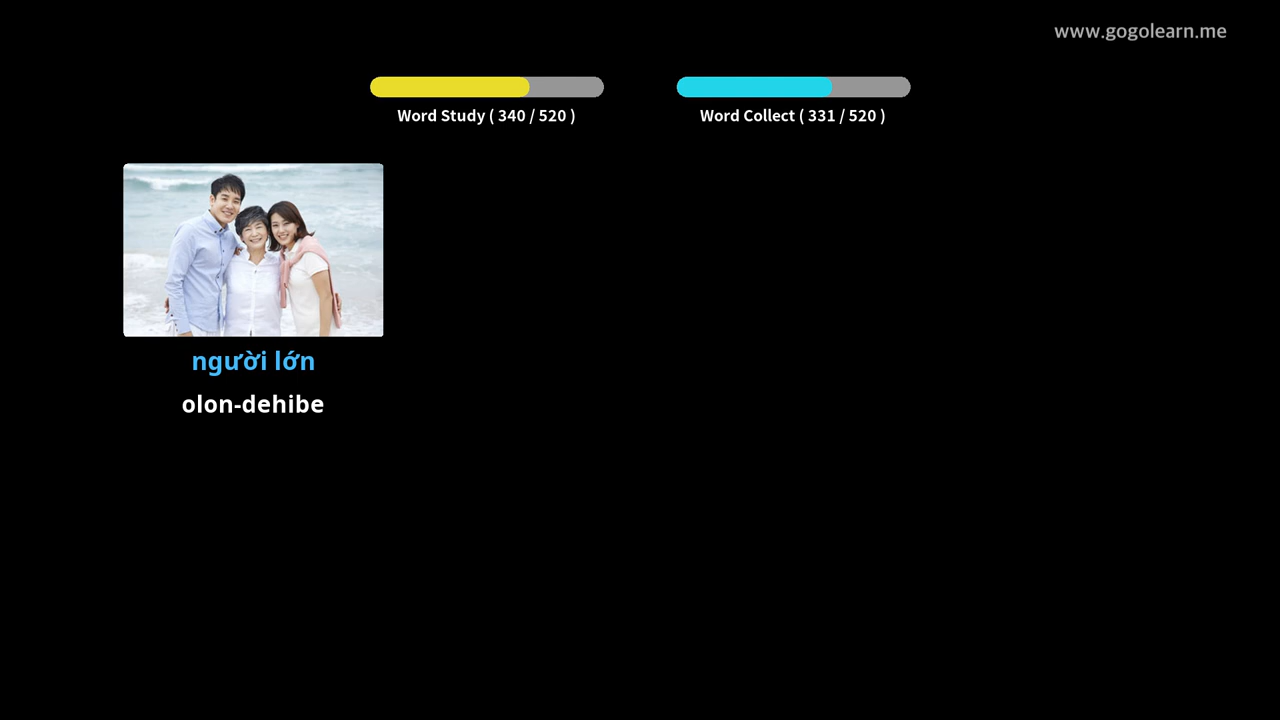 www.gogolearn.me
Word Study ( 340 / 520 )
Word Collect ( 331 / 520 )
người lớn
olon-dehibe